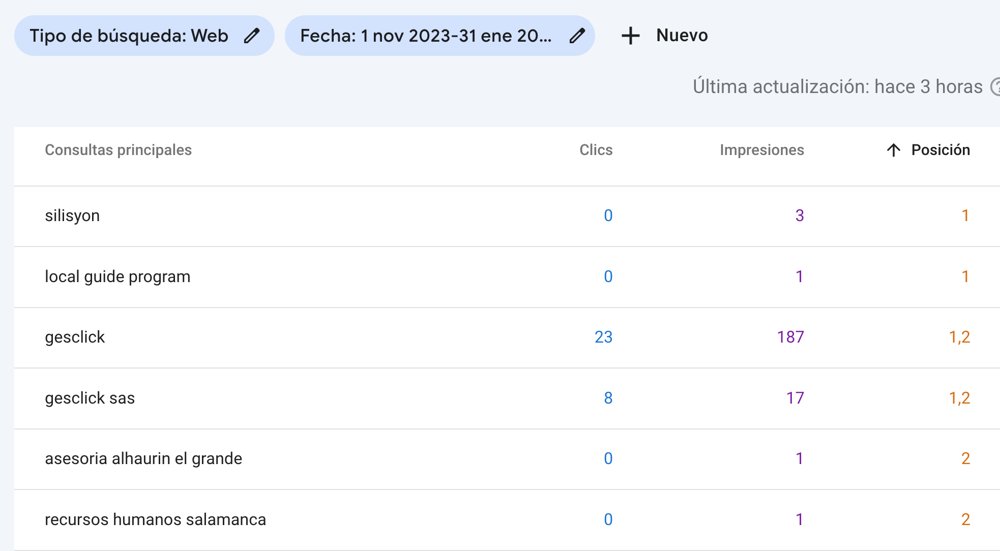 Tipo de búsqueda: Web Fecha: 1 nov 2023-31 ene 20... Nuevo
Última actualización: hace 3 horas
Consultas principales Clics Impresiones Posición
silisyon 0 3 1
local guide program 0 1 1
gesclick 23 187 1,2
gesclick sas 8 17 1,2
asesoria alhaurin el grande 0 1 2
recursos humanos salamanca 0 1 2